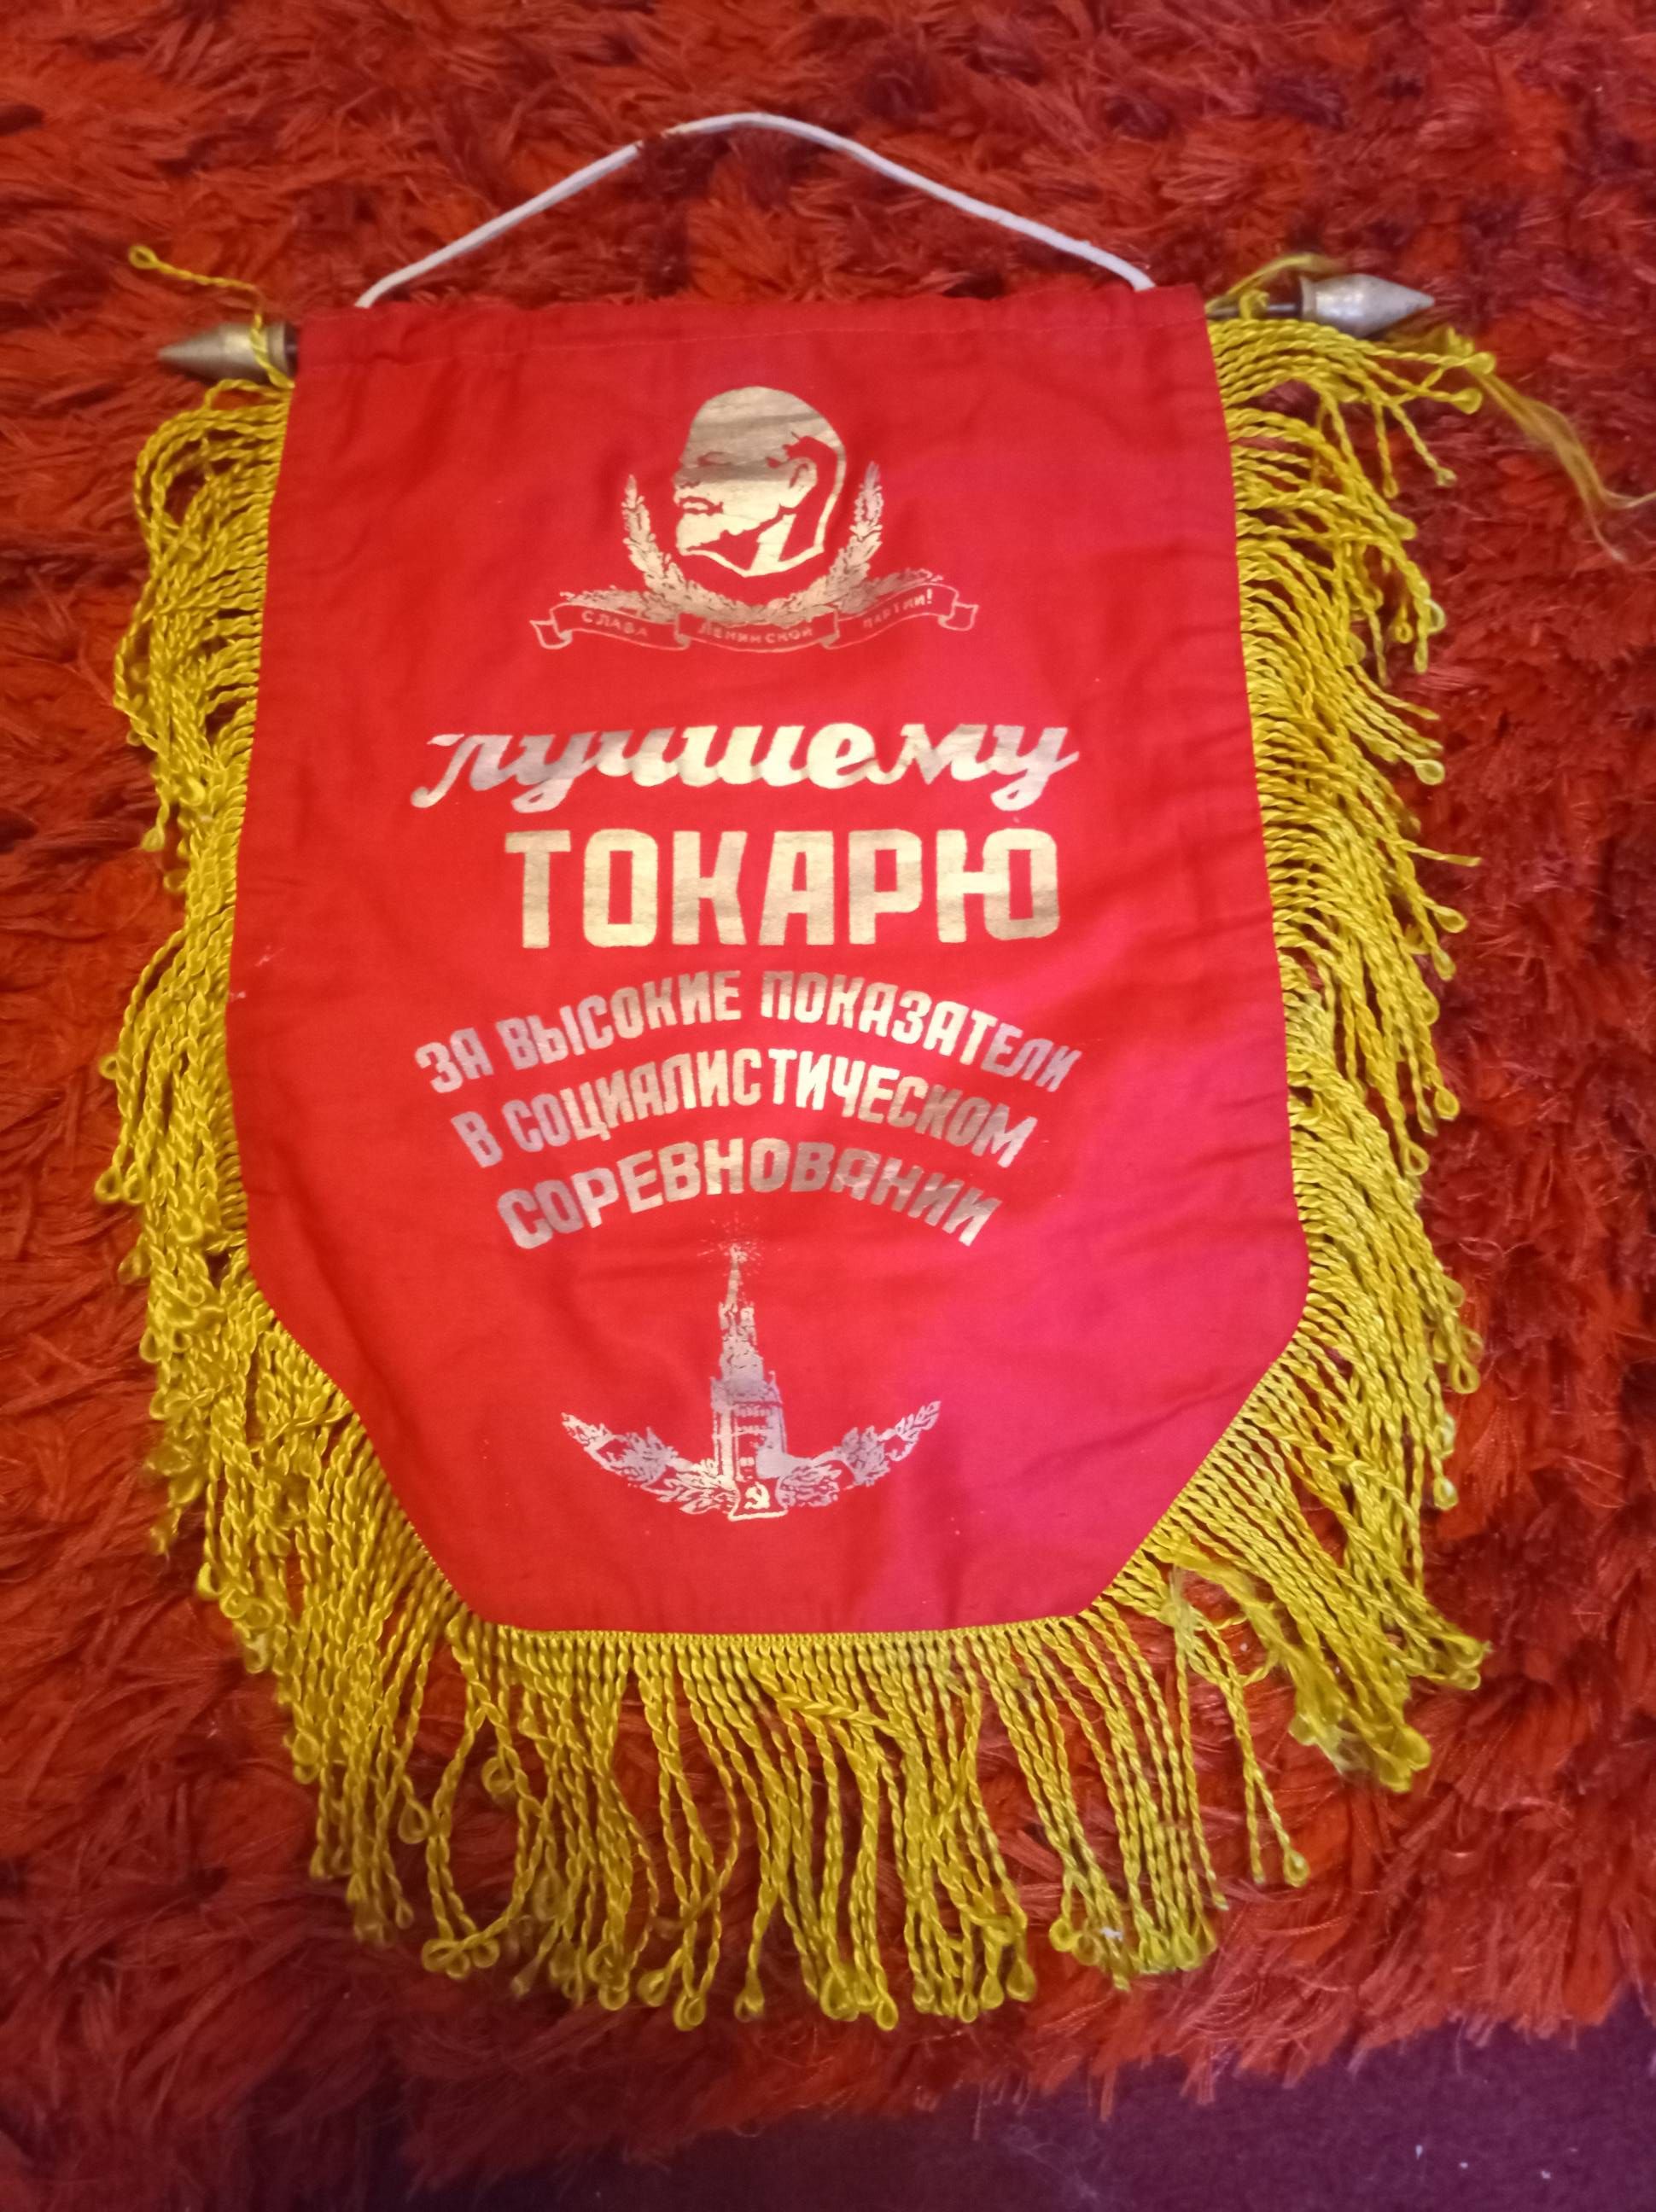 СЛАВА ЛЕНИНСКОЙ ПАРТИИ!
лучшему
ТОКАРЮ
ЗА ВЫСОКИЕ ПОКАЗАТЕЛИ
В СОЦИАЛИСТИЧЕСКОМ
СОРЕВНОВАНИИ